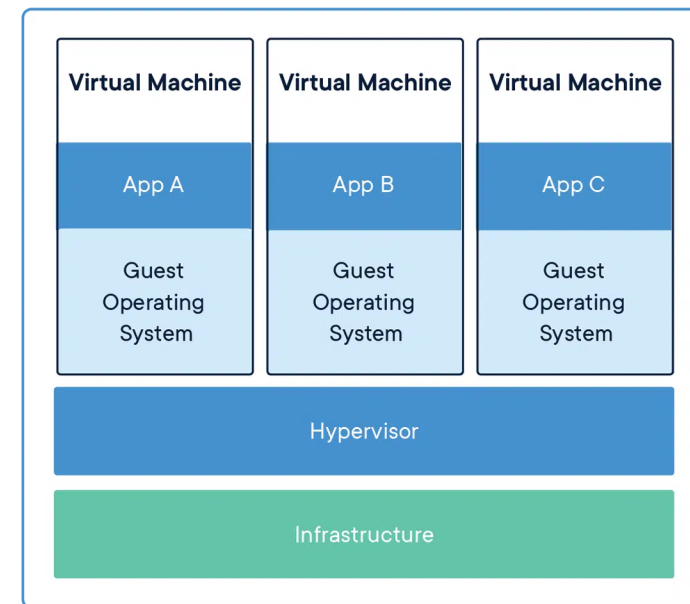 Virtual Machine
Virtual Machine
Virtual Machine
App A
App B
App C
Guest
Operating
System
Guest
Operating
System
Guest
Operating
System
Hypervisor
Infrastructure